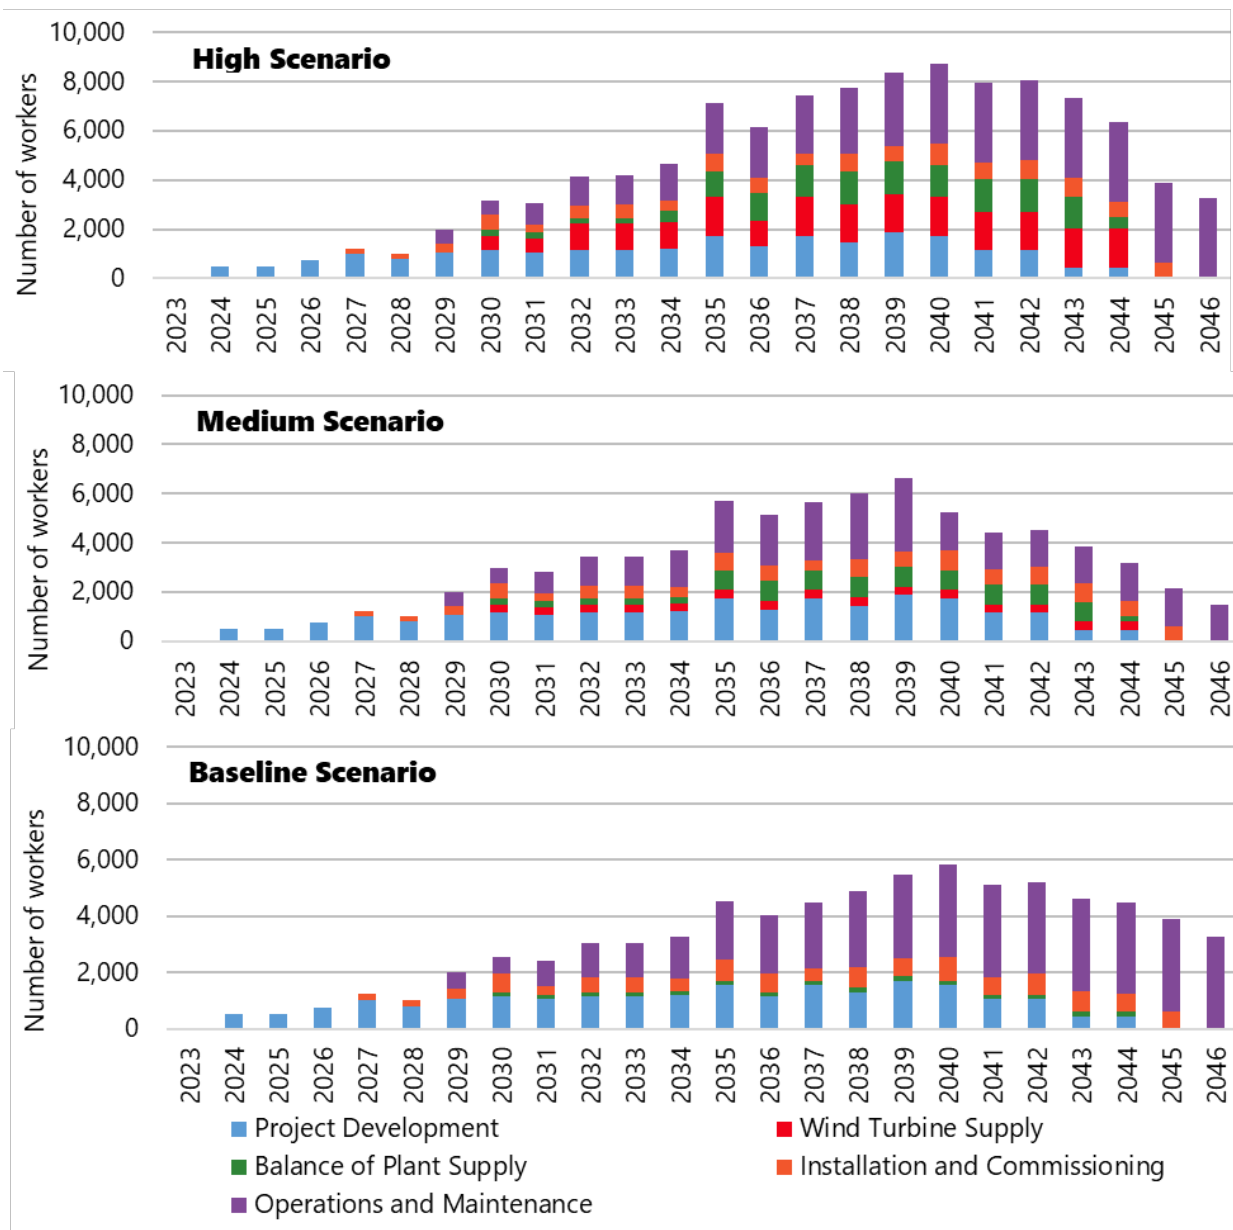 High Scenario
Number of workers
10,000
8,000
6,000
4,000
2,000
0
2023 2024 2025 2026 2027 2028 2029 2030 2031 2032 2033 2034 2035 2036 2037 2038 2039 2040 2041 2042 2043 2044 2045 2046
Medium Scenario
Number of workers
10,000
8,000
6,000
4,000
2,000
0
2023 2024 2025 2026 2027 2028 2029 2030 2031 2032 2033 2034 2035 2036 2037 2038 2039 2040 2041 2042 2043 2044 2045 2046
Baseline Scenario
Number of workers
10,000
8,000
6,000
4,000
2,000
0
2023 2024 2025 2026 2027 2028 2029 2030 2031 2032 2033 2034 2035 2036 2037 2038 2039 2040 2041 2042 2043 2044 2045 2046
Project Development
Wind Turbine Supply
Balance of Plant Supply
Installation and Commissioning
Operations and Maintenance